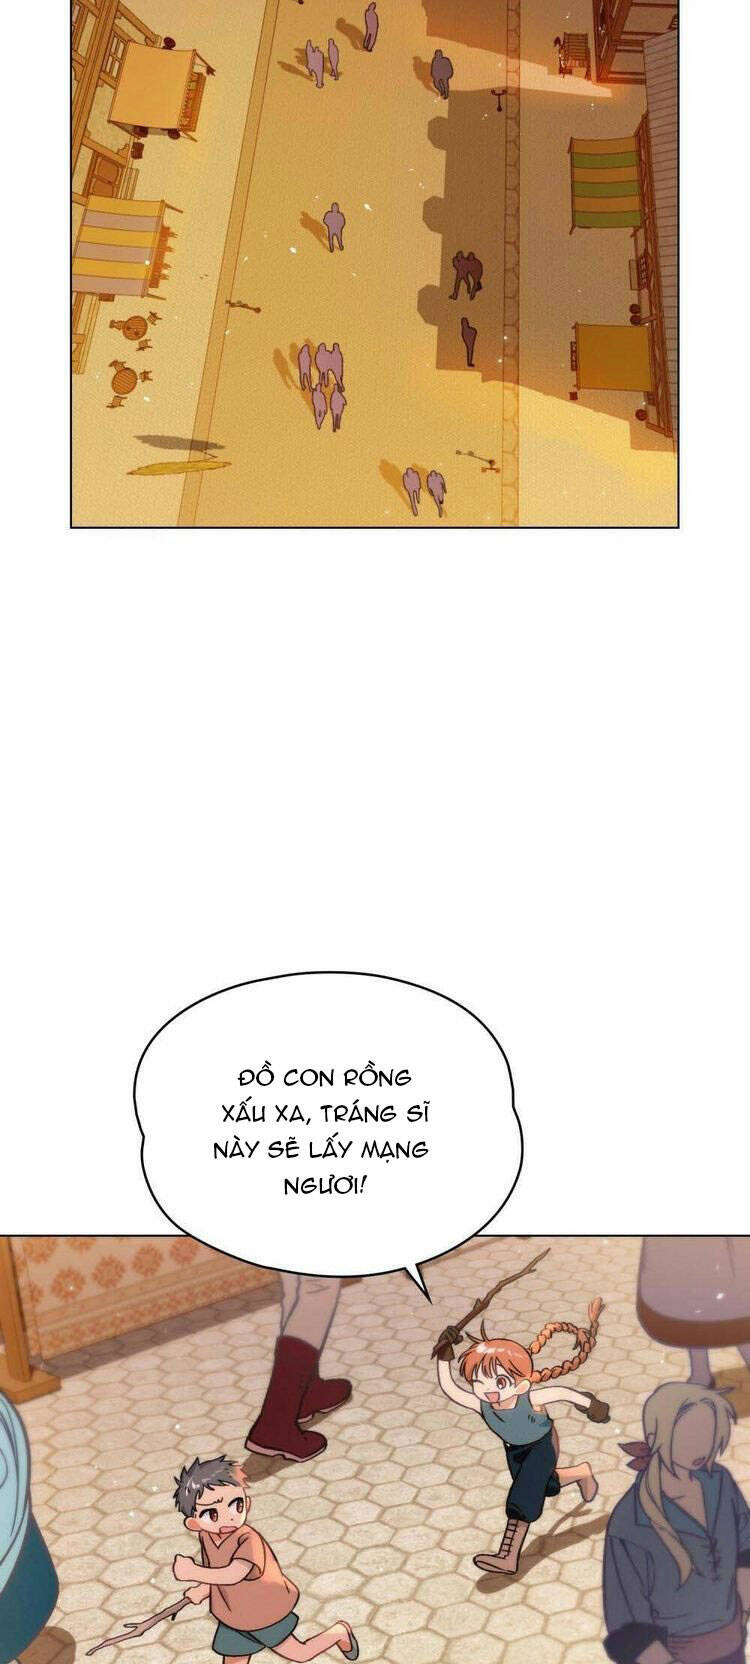 ĐỒ CON RỒNG
XẤU XA, TRÁNG SĨ
NÀY SẼ LẤY MẠNG
NGƯƠI!